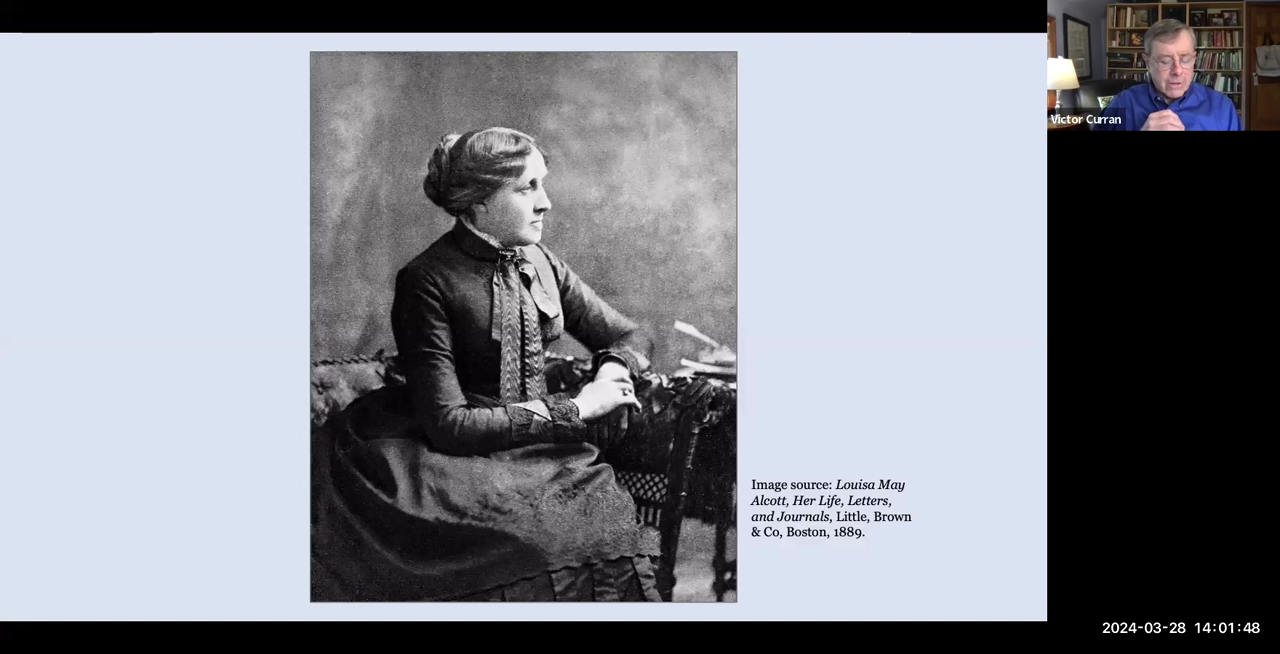 Victor Curran
Image source: Louisa May
Alcott, Her Life, Letters,
and Journals, Little, Brown
& Co, Boston, 1889.
2024-03-28 14:01:48